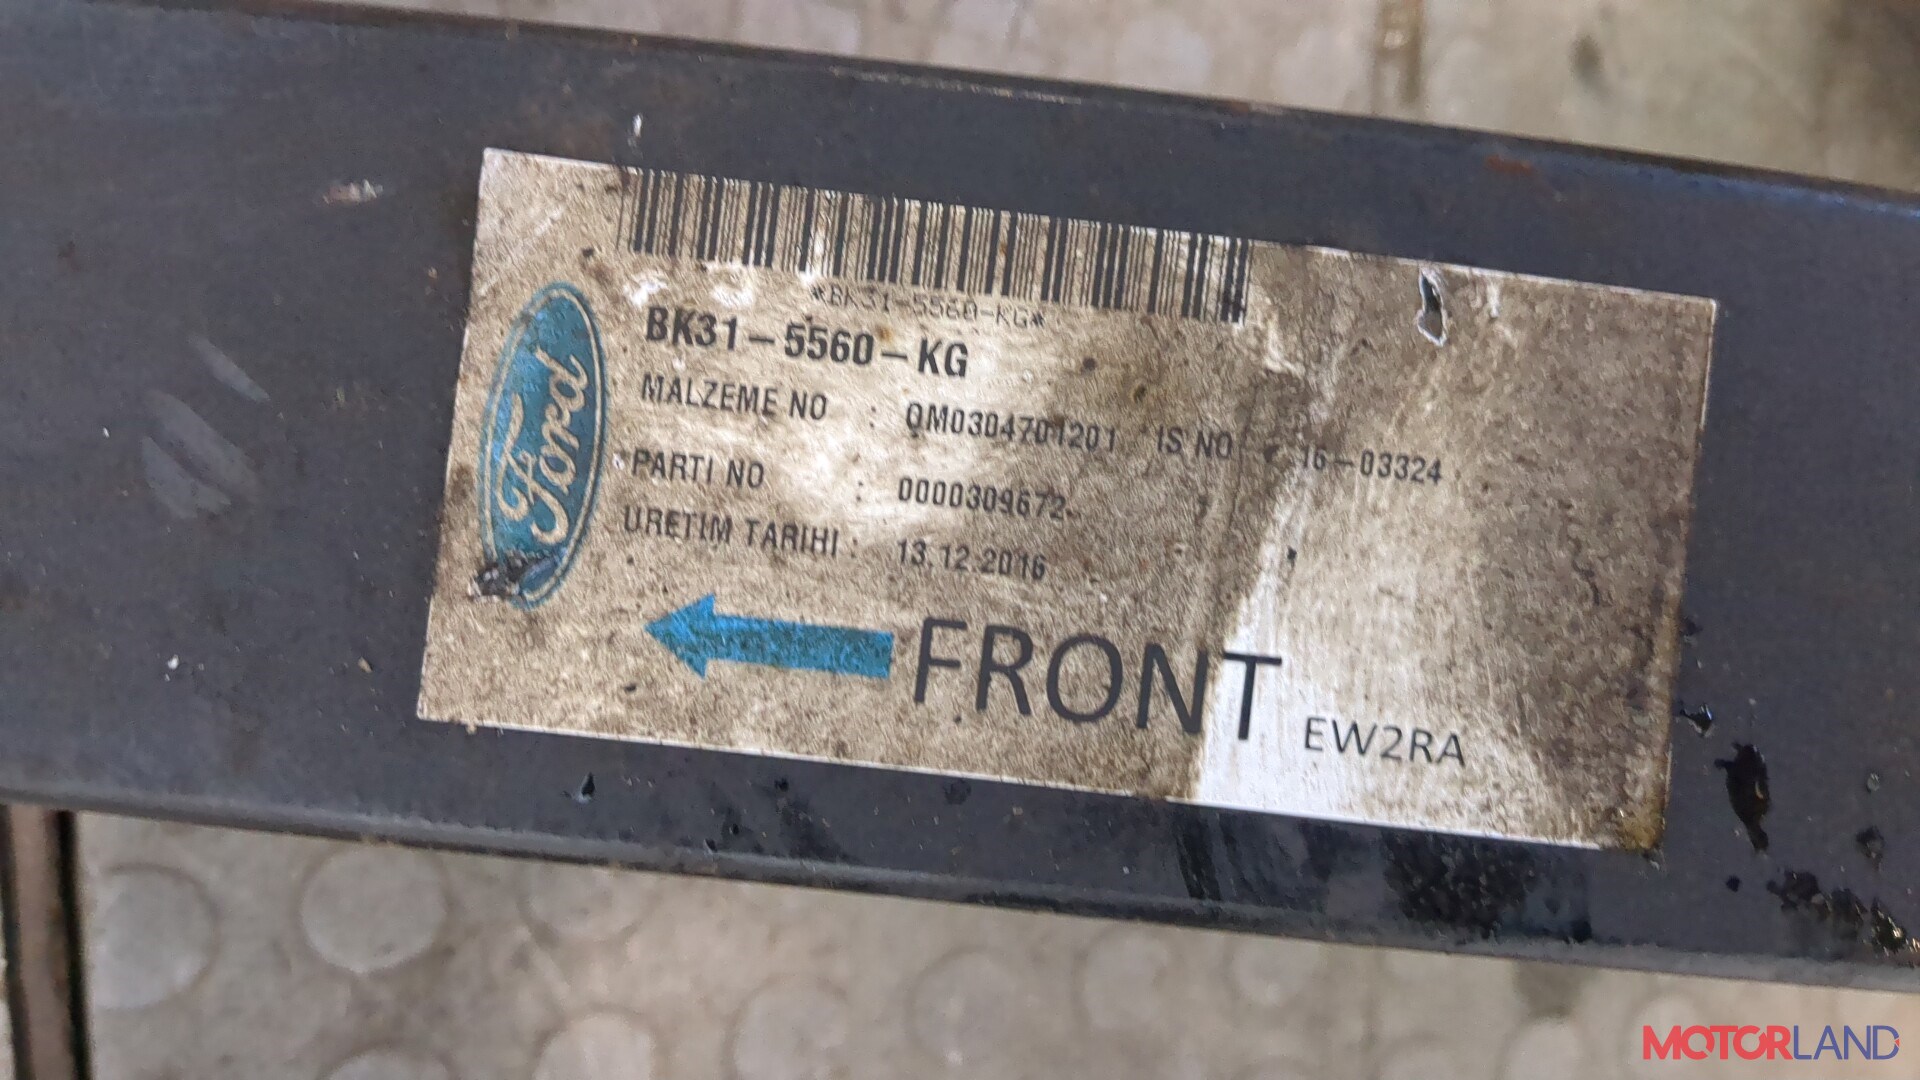 *BK31-5560-KG*
BK31-5560-KG
MALZEME NO : QM0304701201 IS NO : 16-03324
PARTI NO : 0000309672
URETIM TARIHI : 13.12.2016
Ford
FRONT EW2RA
MOTORLAND